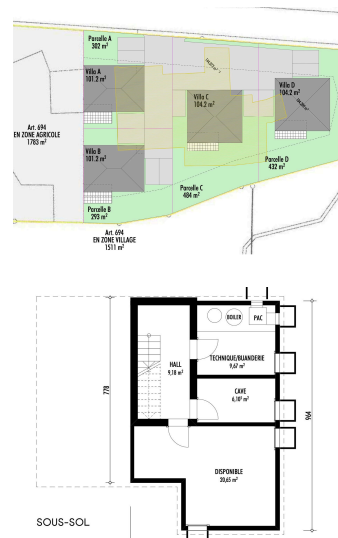 Parcelle A
302 m²
Villa A
101.2 m²
Villa D
104.2 m²
Villa C
104.2 m²
Art. 694
EN ZONE AGRICOLE
1783 m²
Villa B
101.2 m²
Parcelle D
432 m²
Parcelle C
484 m²
Parcelle B
293 m²
Art. 694
EN ZONE VILLAGE
1511 m²
BOILER
PAC
HALL
9,18 m²
TECHNIQUE/BUANDERIE
9,67 m²
CAVE
6,10² m²
778
964
DISPONIBLE
20,65 m²
SOUS-SOL